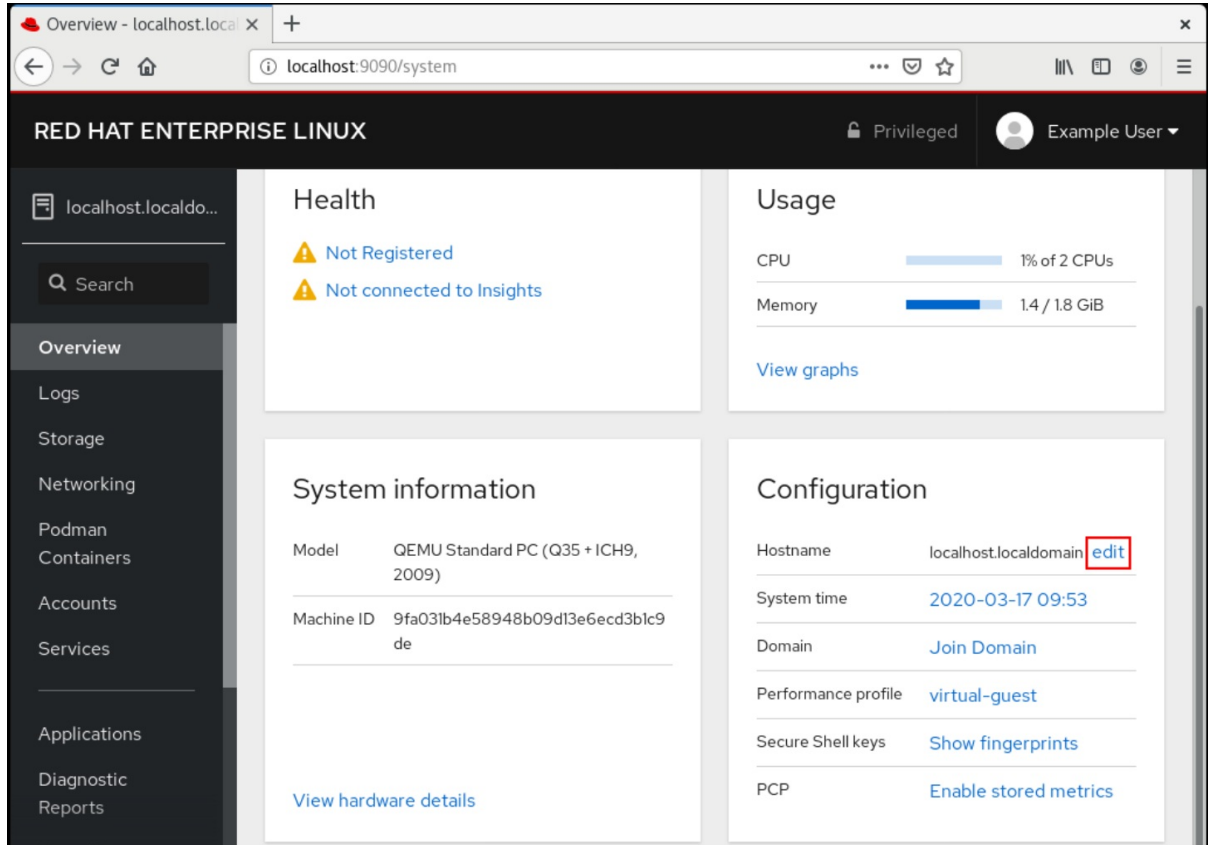 Overview - localhost.local
localhost:9090/system
RED HAT ENTERPRISE LINUX
Privileged
Example User
localhost.localdo...
Search
Overview
Logs
Storage
Networking
Podman
Containers
Accounts
Services
Applications
Diagnostic
Reports
Health
Not Registered
Not connected to Insights
Usage
CPU 1% of 2 CPUs
Memory 1.4 / 1.8 GiB
View graphs
System information
Model QEMU Standard PC (Q35 + ICH9,
2009)
Machine ID 9fa031b4e58948b09d13e6ecd3b1c9
de
View hardware details
Configuration
Hostname localhost.localdomain edit
System time 2020-03-17 09:53
Domain Join Domain
Performance profile virtual-guest
Secure Shell keys Show fingerprints
PCP Enable stored metrics